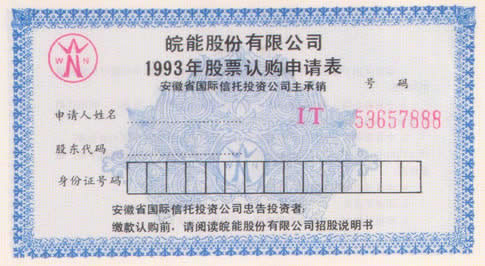 皖能股份有限公司
1993年股票认购申请表
安徽省国际信托投资公司主承销
号 码
W N
申请人姓名
IT 53657888
股东代码
身份证号码
安徽省国际信托投资公司忠告投资者:
缴款认购前,请阅读皖能股份有限公司招股说明书